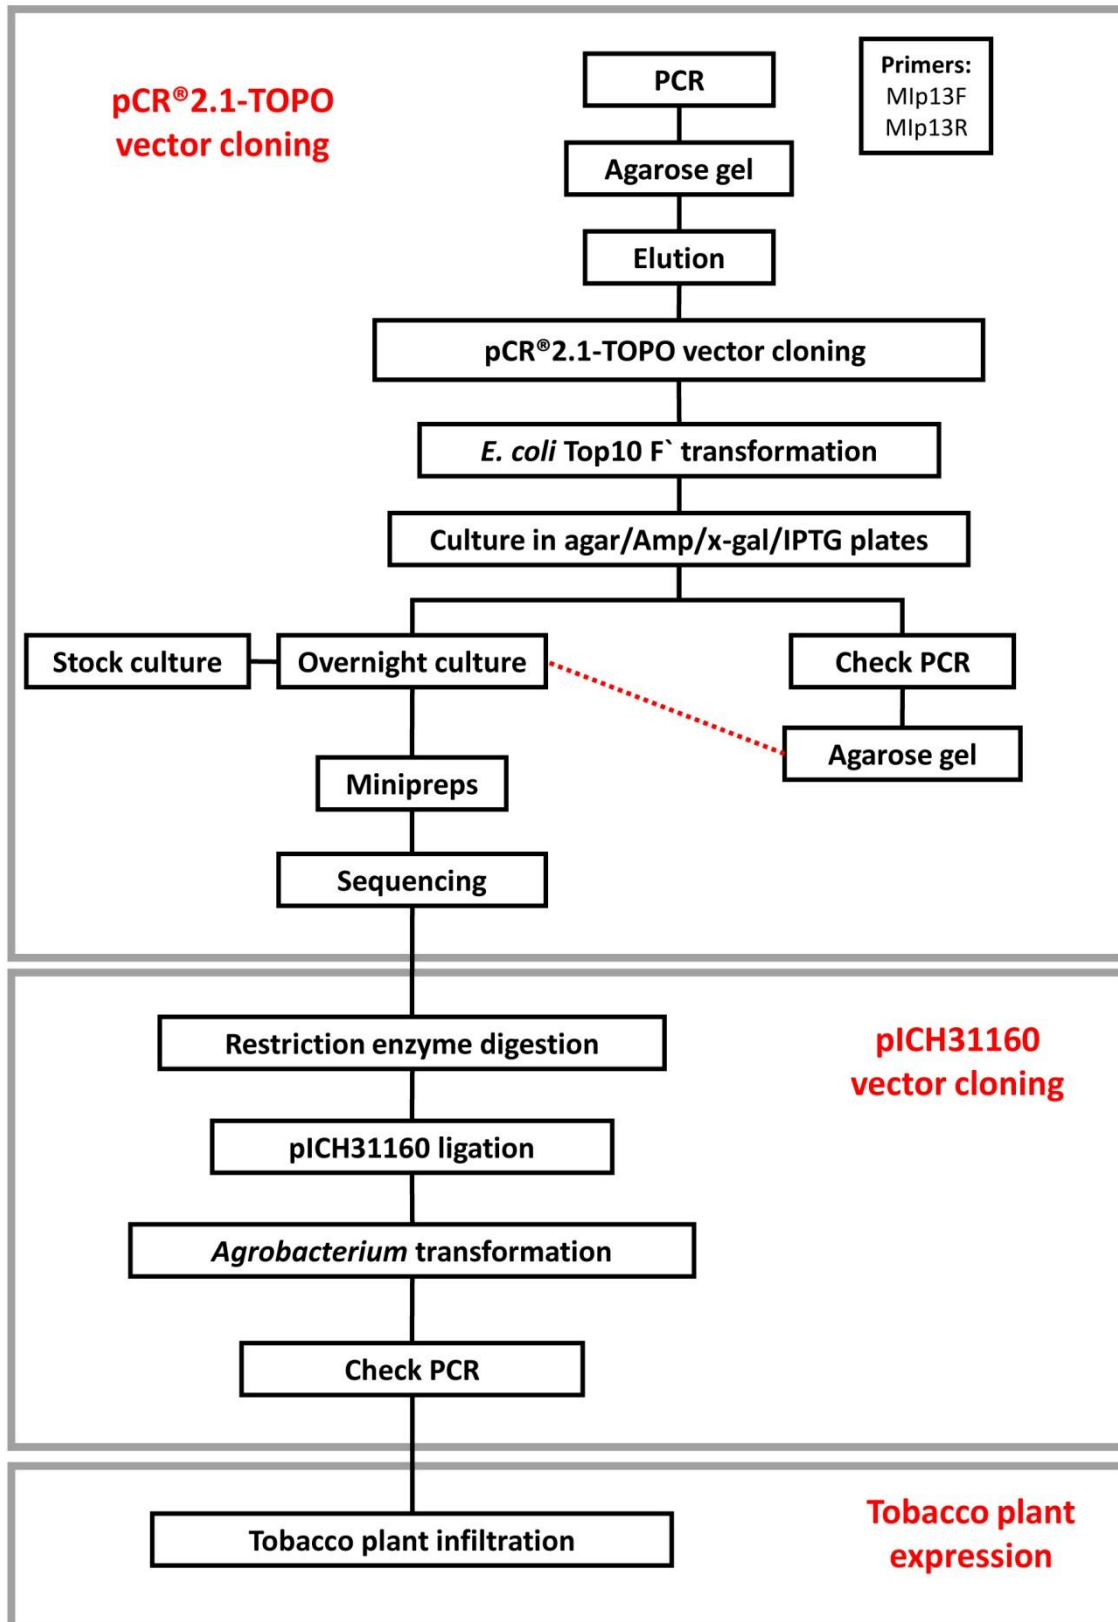 pCR®2.1-TOPO
vector cloning
PCR
Primers:
Mlp13F
Mlp13R
Agarose gel
Elution
pCR®2.1-TOPO vector cloning
E. coli Top10 F` transformation
Culture in agar/Amp/x-gal/IPTG plates
Stock culture
Overnight culture
Check PCR
Agarose gel
Minipreps
Sequencing
Restriction enzyme digestion
pICH31160
vector cloning
pICH31160 ligation
Agrobacterium transformation
Check PCR
Tobacco plant
expression
Tobacco plant infiltration